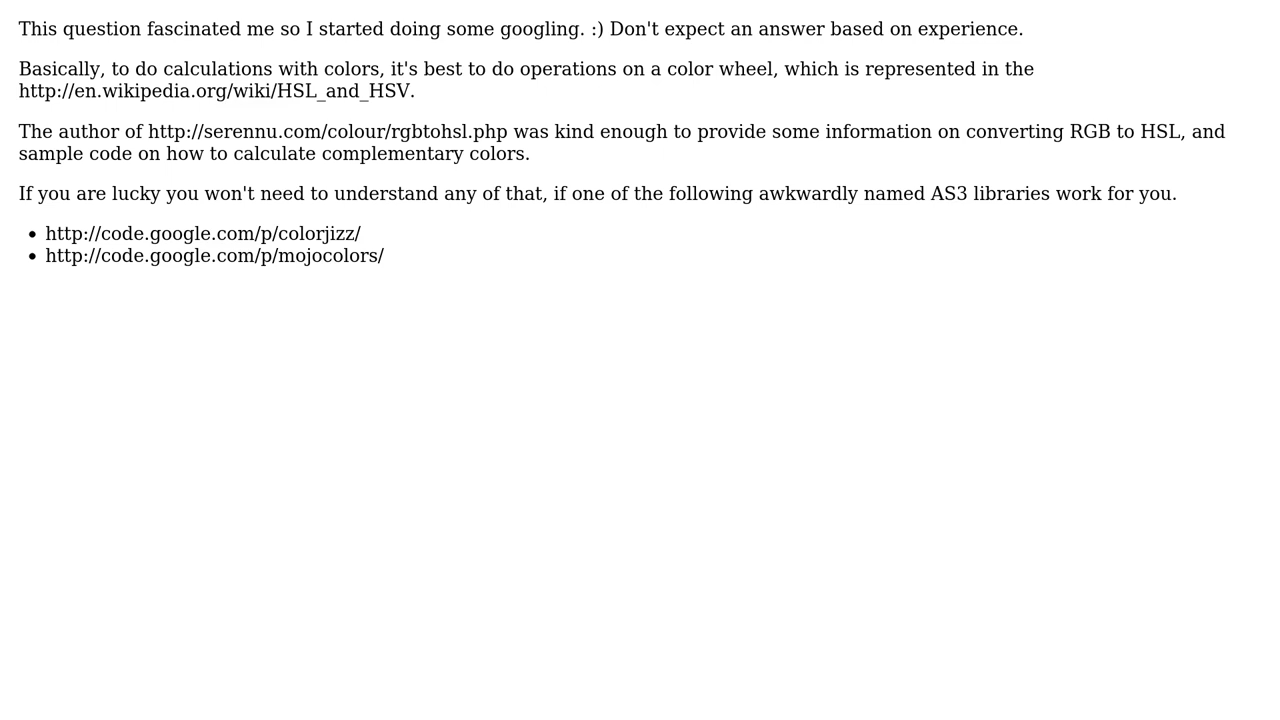 This question fascinated me so I started doing some googling. :) Don't expect an answer based on experience.
Basically, to do calculations with colors, it's best to do operations on a color wheel, which is represented in the
http://en.wikipedia.org/wiki/HSL_and_HSV.
The author of http://serennu.com/colour/rgbtohsl.php was kind enough to provide some information on converting RGB to HSL, and
sample code on how to calculate complementary colors.
If you are lucky you won't need to understand any of that, if one of the following awkwardly named AS3 libraries work for you.
• http://code.google.com/p/colorjizz/
• http://code.google.com/p/mojocolors/